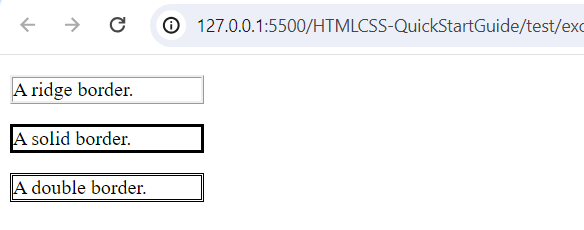 127.0.0.1:5500/HTMLCSS-QuickStartGuide/test/exc
A ridge border.
A solid border.
A double border.